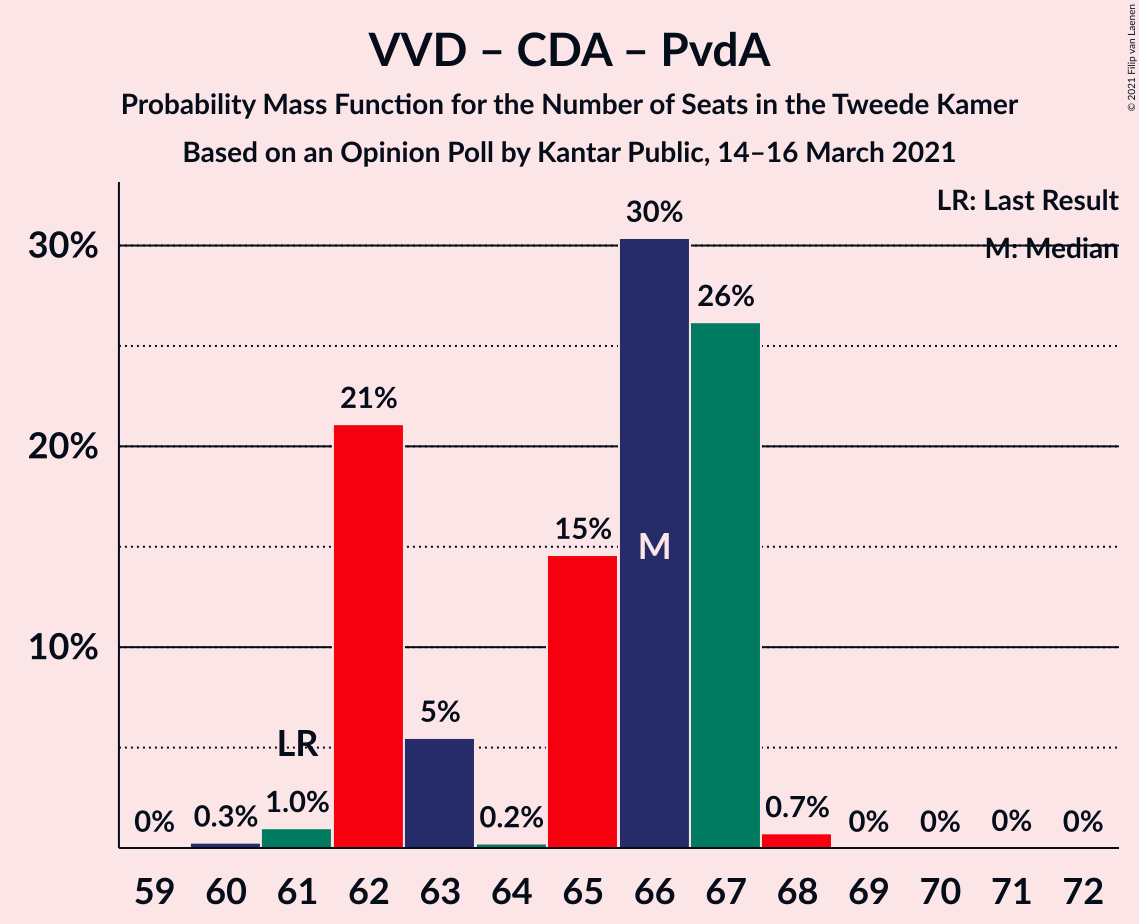 VVD – CDA – PvdA
Probability Mass Function for the Number of Seats in the Tweede Kamer
Based on an Opinion Poll by Kantar Public, 14–16 March 2021
© 2021 Filip van Laenen
LR: Last Result
M: Median
30%
20%
10%
0%
0.3%
1.0%
LR
21%
5%
0.2%
15%
30%
M
26%
0.7%
0%
0%
0%
0%
59 60 61 62 63 64 65 66 67 68 69 70 71 72